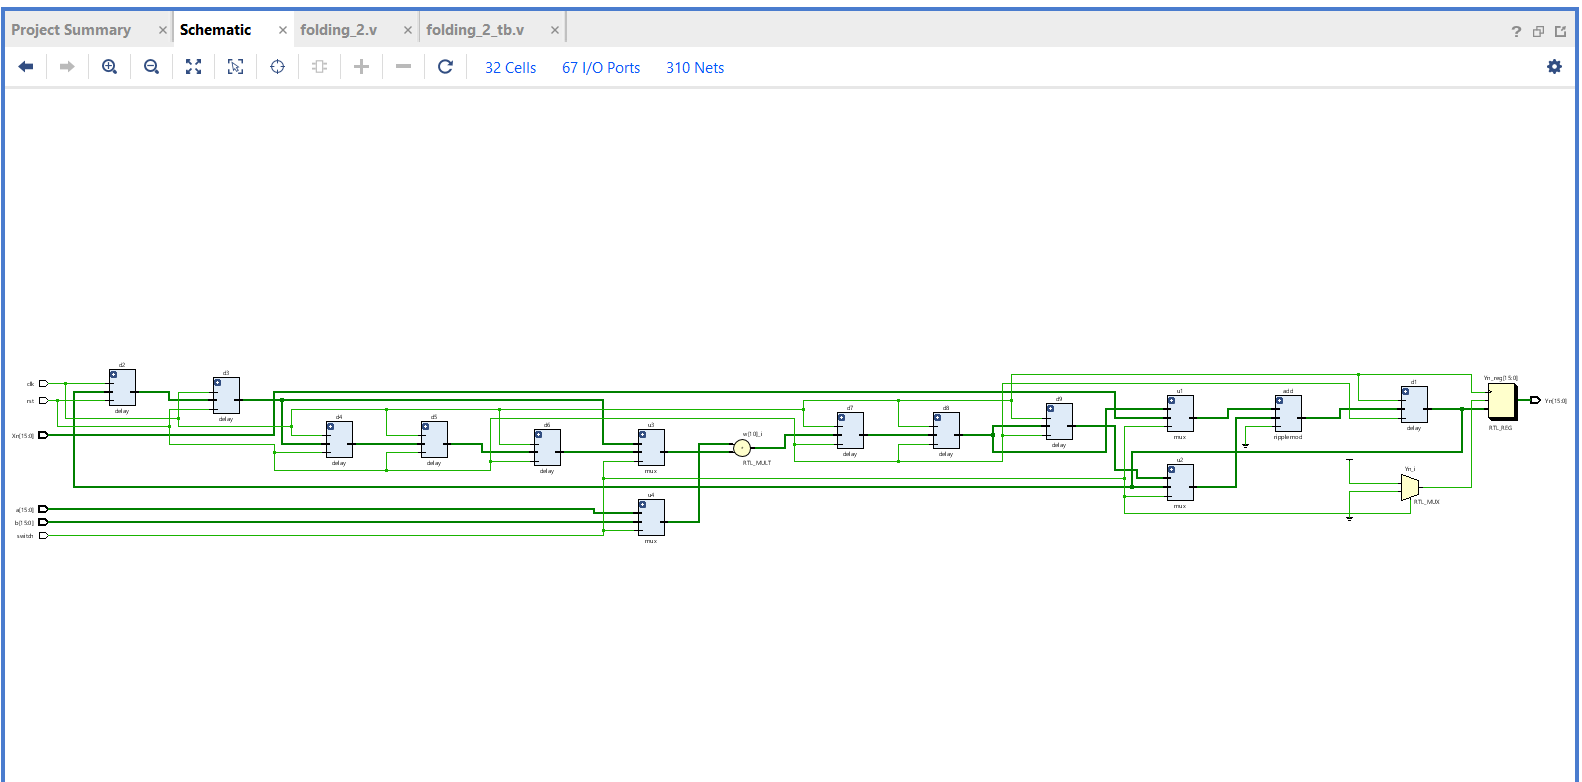 Project Summary × Schematic × folding_2.v × folding_2_tb.v ×
32 Cells 67 I/O Ports 310 Nets
clk
rst
Xn[15:0]
a[15:0]
b[15:0]
switch
d2
delay
d3
delay
d4
delay
d5
delay
d6
delay
u3
mux
u4
mux
w[10]_i
RTL_MULT
d7
delay
d8
delay
d9
delay
u1
mux
u2
mux
add
ripplemod
d1
delay
Yn_i
RTL_MUX
Yn_reg[15:0]
RTL_REG
Yn[15:0]